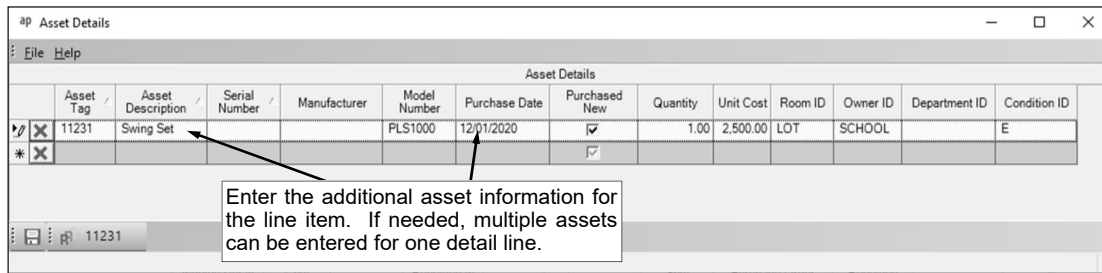 ap Asset Details
File Help
Asset Details
Asset Tag Asset Description Serial Number Manufacturer Model Number Purchase Date Purchased New Quantity Unit Cost Room ID Owner ID Department ID Condition ID
11231 Swing Set PLS1000 12/01/2020 1.00 2,500.00 LOT SCHOOL E
Enter the additional asset information for
the line item. If needed, multiple assets
can be entered for one detail line.
11231